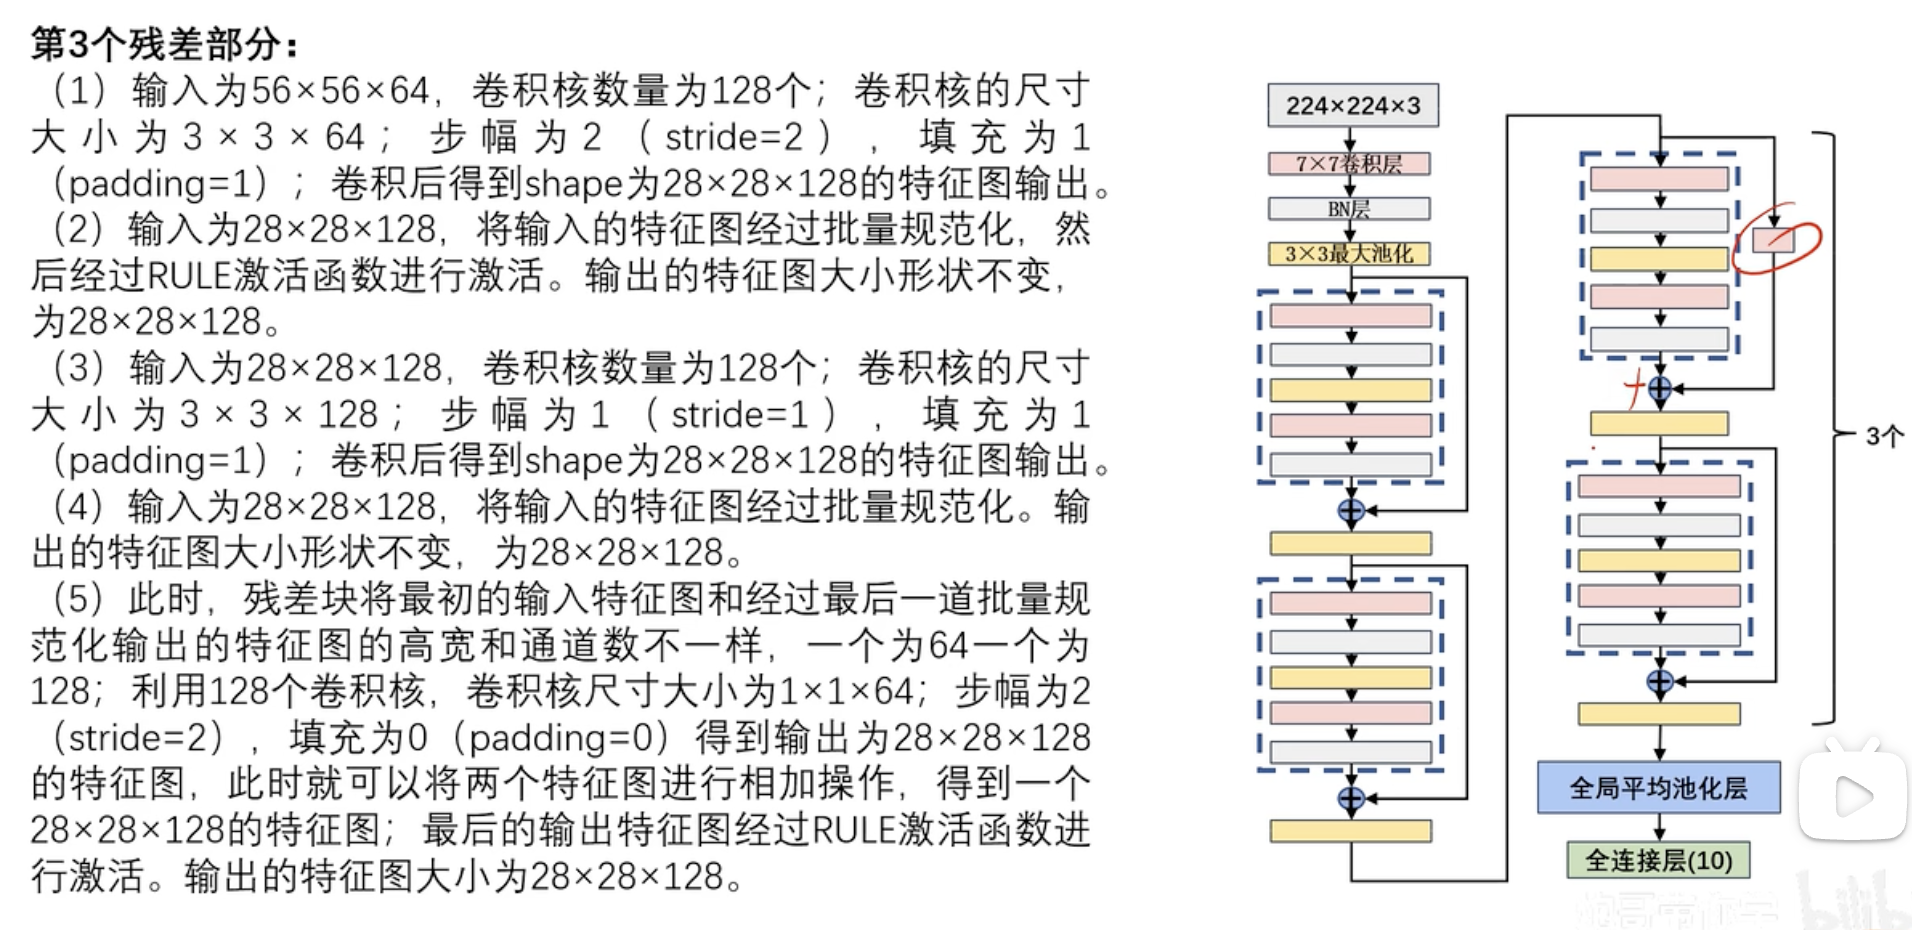 第3个残差部分：
（1）输入为56×56×64，卷积核数量为128个；卷积核的尺寸
大小为3×3×64；步幅为2（stride=2），填充为1
（padding=1）；卷积后得到shape为28×28×128的特征图输出。
（2）输入为28×28×128，将输入的特征图经过批量规范化，然
后经过RULE激活函数进行激活。输出的特征图大小形状不变，
为28×28×128。
（3）输入为28×28×128，卷积核数量为128个；卷积核的尺寸
大小为3×3×128；步幅为1（stride=1），填充为1
（padding=1）；卷积后得到shape为28×28×128的特征图输出。
（4）输入为28×28×128，将输入的特征图经过批量规范化。输
出的特征图大小形状不变，为28×28×128。
（5）此时，残差块将最初的输入特征图和经过最后一道批量规
范化输出的特征图的高宽和通道数不一样，一个为64一个为
128；利用128个卷积核，卷积核尺寸大小为1×1×64；步幅为2
（stride=2），填充为0（padding=0）得到输出为28×28×128
的特征图，此时就可以将两个特征图进行相加操作，得到一个
28×28×128的特征图；最后的输出特征图经过RULE激活函数进
行激活。输出的特征图大小为28×28×128。
224×224×3
7×7卷积层
BN层
3×3最大池化
3个
全局平均池化层
全连接层(10)